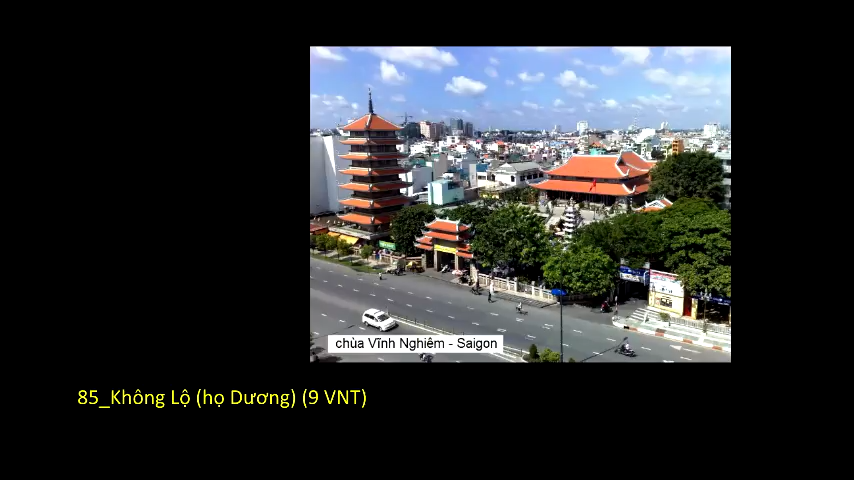 chùa Vĩnh Nghiêm - Saigon
85_Không Lộ (họ Dương) (9 VNT)